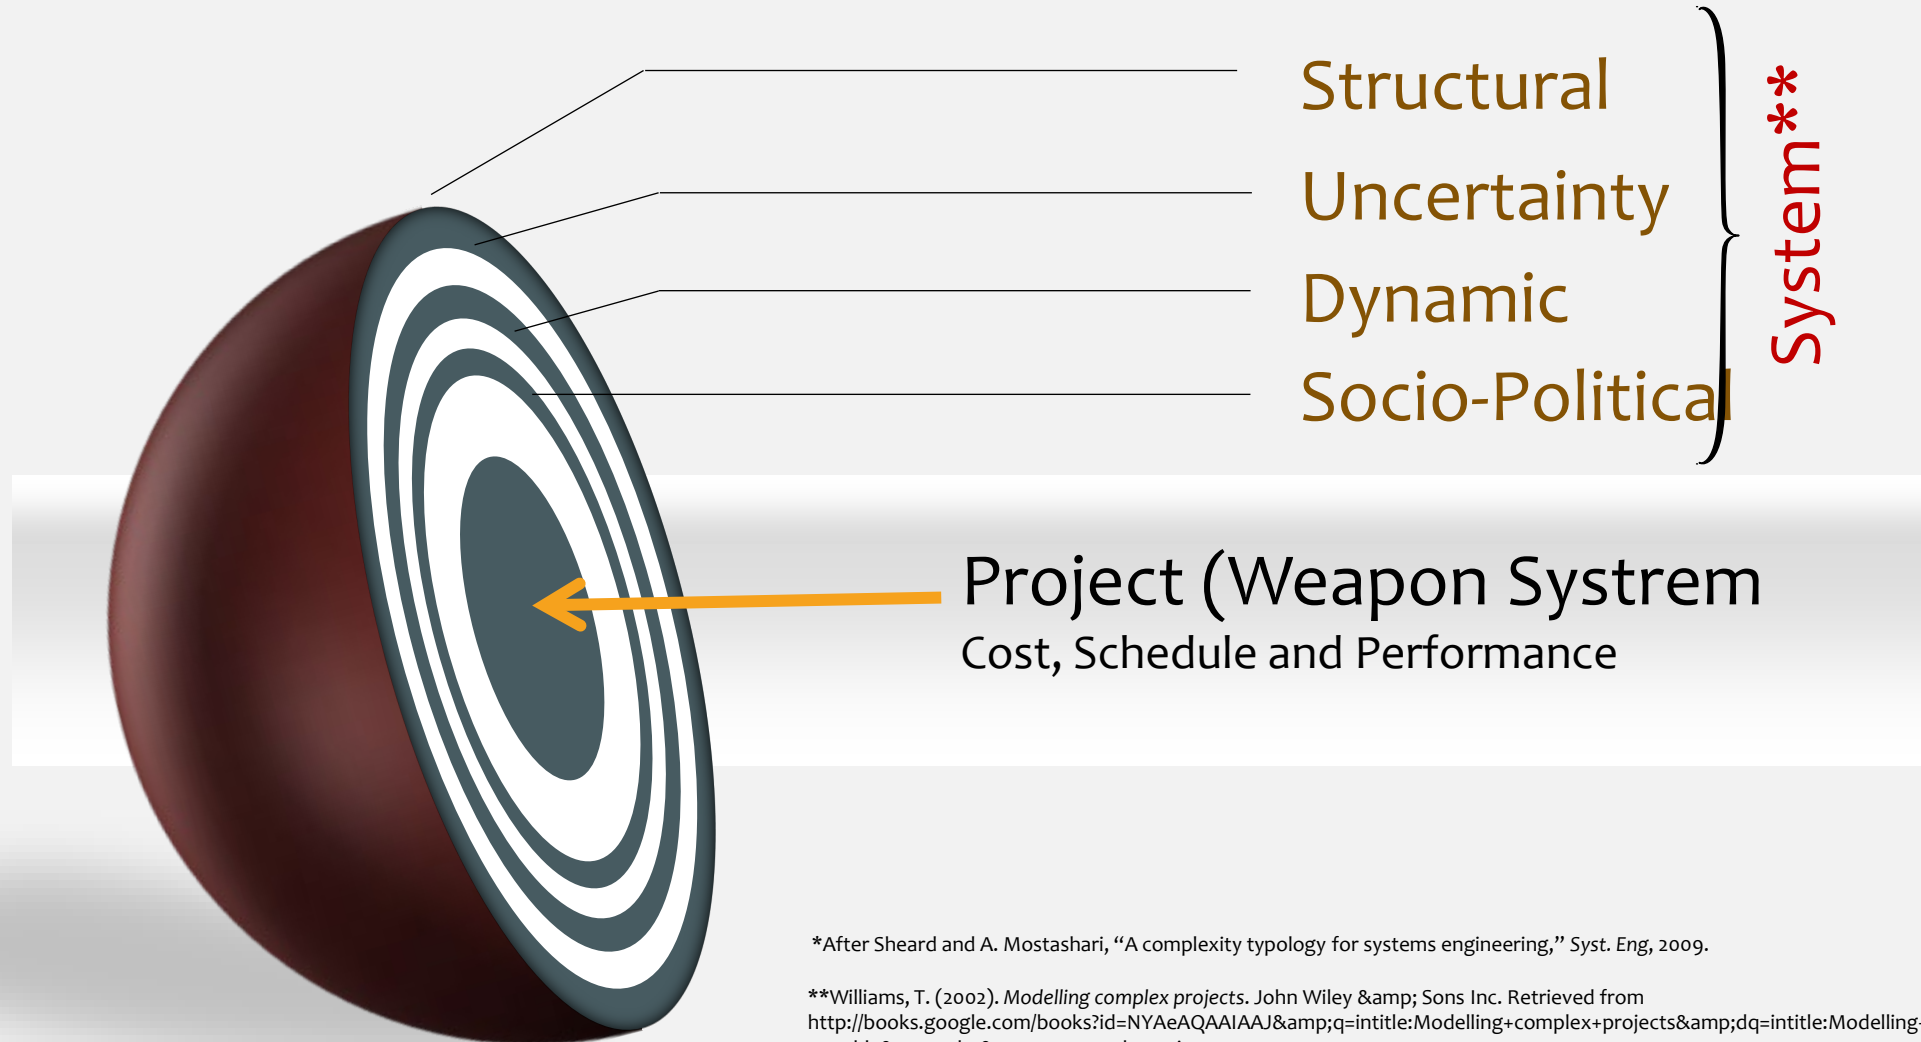 Structural
Uncertainty
Dynamic
Socio-Political
System**
Project (Weapon Systrem
Cost, Schedule and Performance
*After Sheard and A. Mostashari, “A complexity typology for systems engineering,” Syst. Eng, 2009.
**Williams, T. (2002). Modelling complex projects. John Wiley &amp; Sons Inc. Retrieved from
http://books.google.com/books?id=NYAeAQAAIAAJ&amp;q=intitle:Modelling+complex+projects&amp;dq=intitle:Modelling+